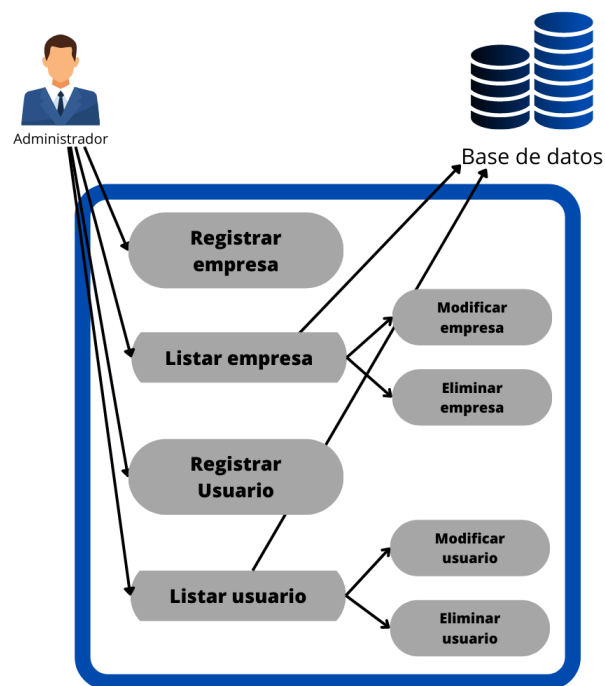 Administrador
Base de datos
Registrar
empresa
Modificar
empresa
Listar empresa
Eliminar
empresa
Registrar
Usuario
Modificar
usuario
Listar usuario
Eliminar
usuario